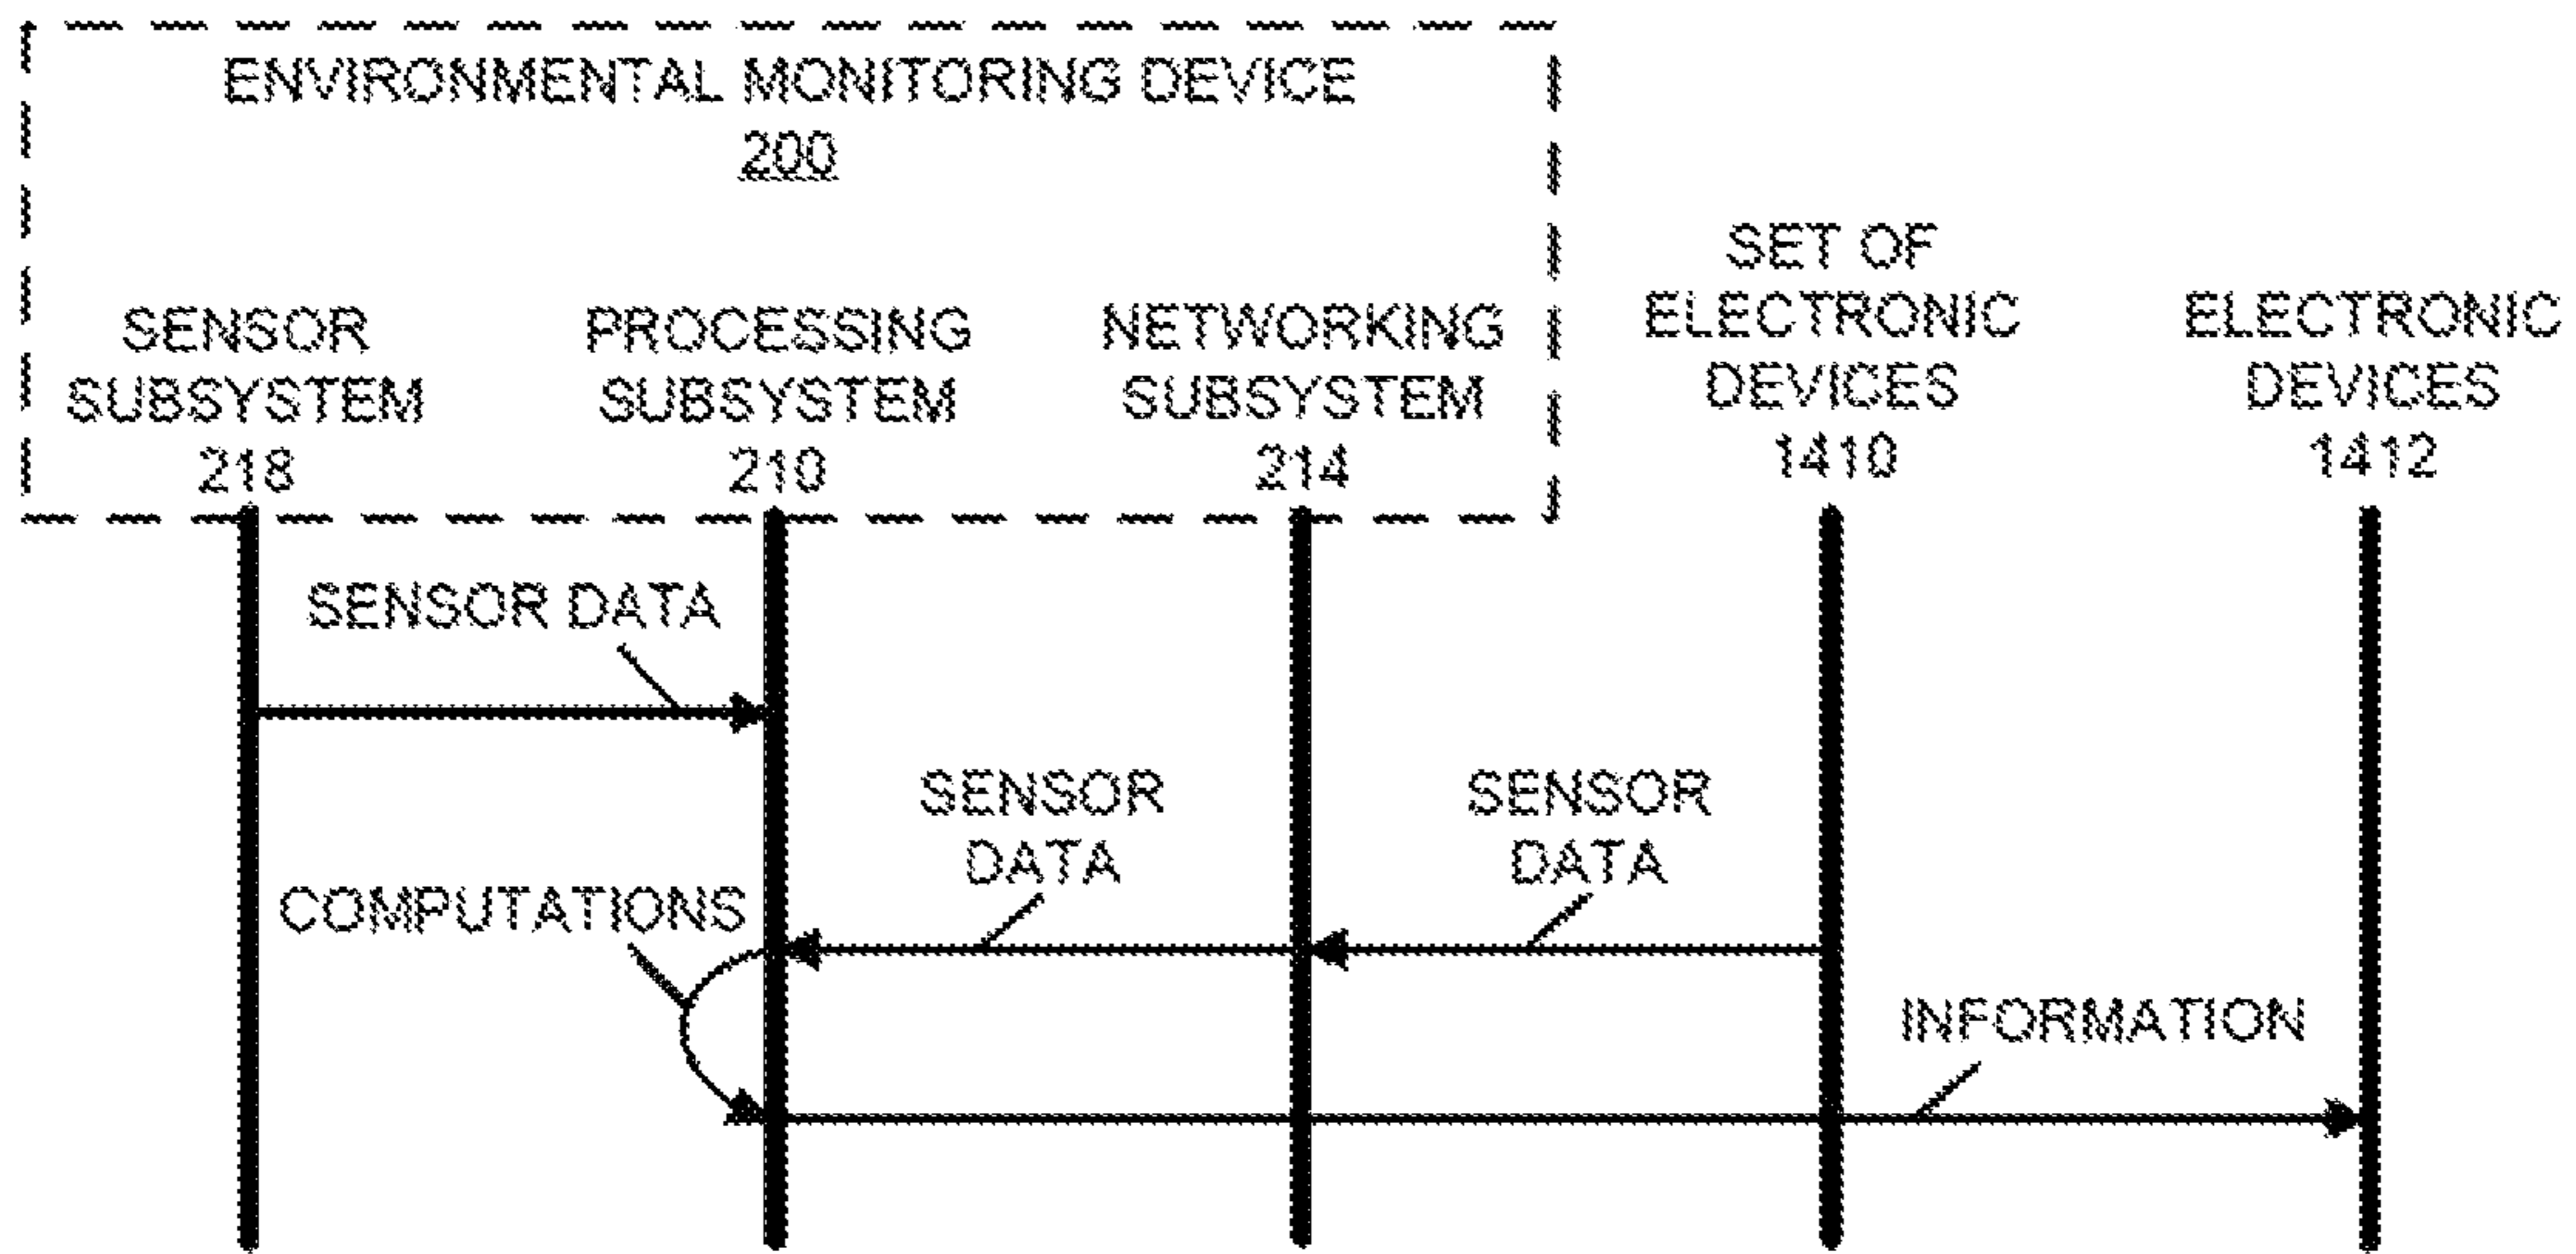 ENVIRONMENTAL MONITORING DEVICE
200
SENSOR
SUBSYSTEM
218
PROCESSING
SUBSYSTEM
210
NETWORKING
SUBSYSTEM
214
SET OF
ELECTRONIC
DEVICES
1410
ELECTRONIC
DEVICES
1412
SENSOR DATA
SENSOR
DATA
SENSOR
DATA
COMPUTATIONS
INFORMATION